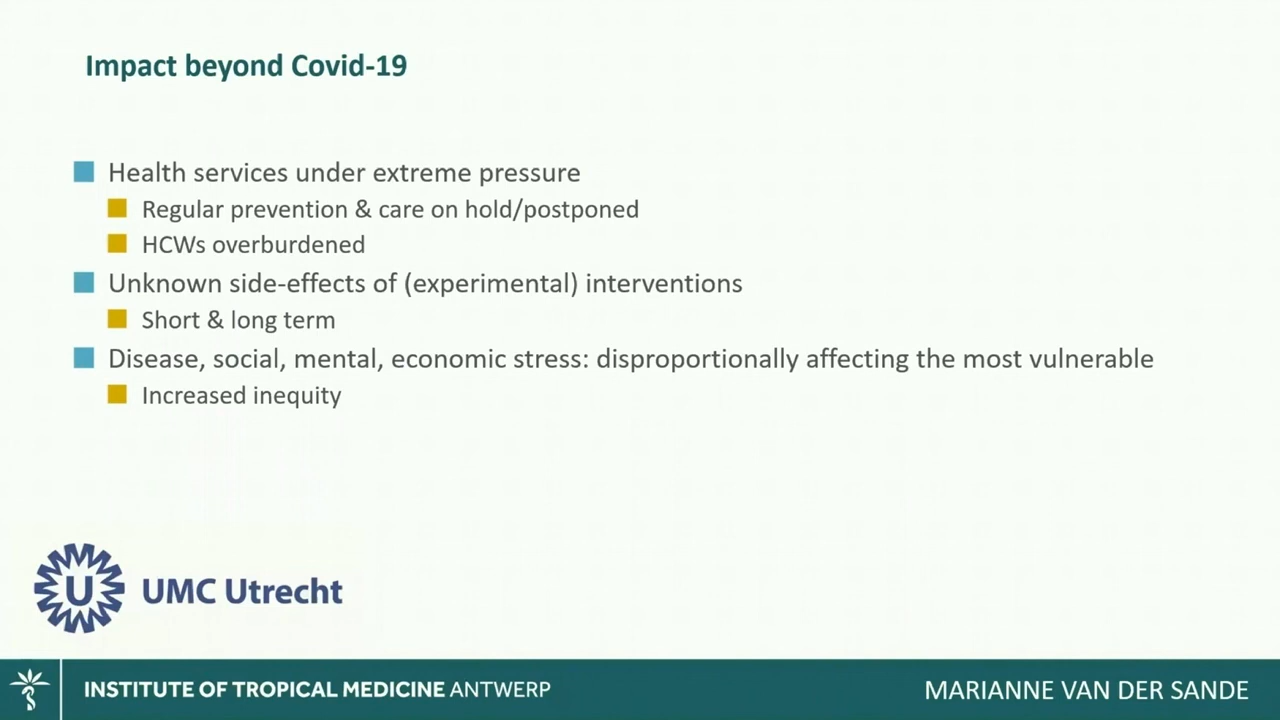 Impact beyond Covid-19
Health services under extreme pressure
Regular prevention & care on hold/postponed
HCWs overburdened
Unknown side-effects of (experimental) interventions
Short & long term
Disease, social, mental, economic stress: disproportionally affecting the most vulnerable
Increased inequity
U
UMC Utrecht
INSTITUTE OF TROPICAL MEDICINE ANTWERP
MARIANNE VAN DER SANDE